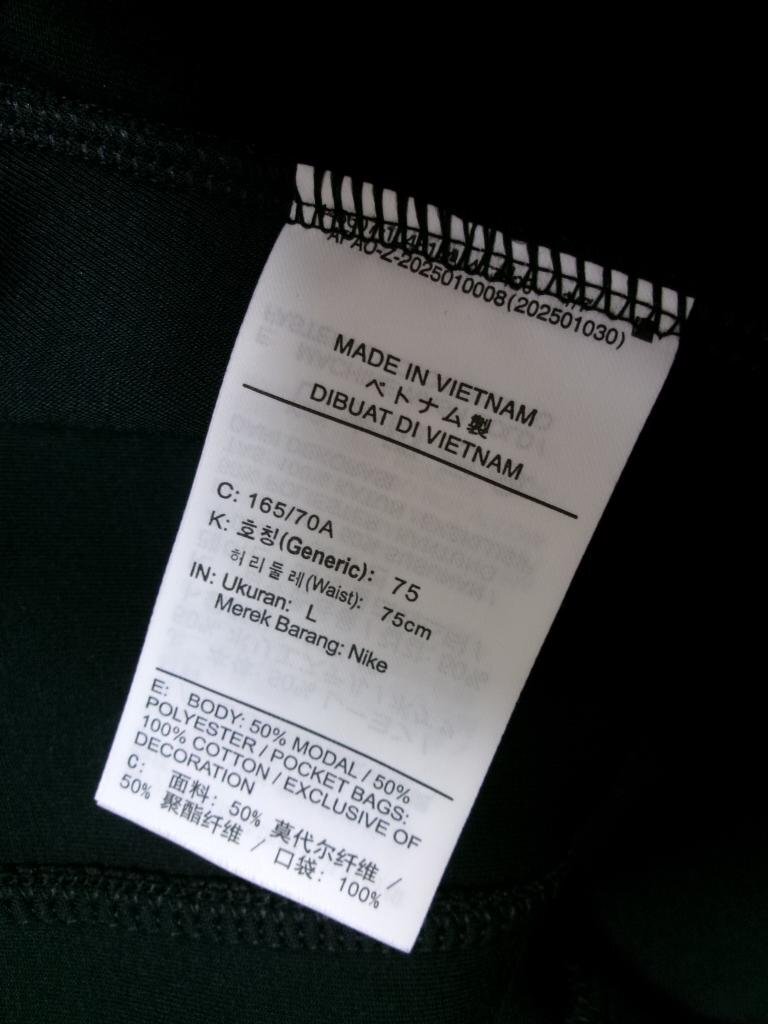 APAO-Z-2025010008(202501030)
MADE IN VIETNAM
ベトナム製
DIBUAT DI VIETNAM
C: 165/70A
K: 호칭(Generic): 75
허리둘레(Waist): 75cm
IN: Ukuran: L
Merek Barang: Nike
E: BODY: 50% MODAL / 50%
POLYESTER / POCKET BAGS:
100% COTTON / EXCLUSIVE OF
DECORATION
C: 面料: 50% 莫代尔纤维 /
50% 聚酯纤维 / 口袋: 100%